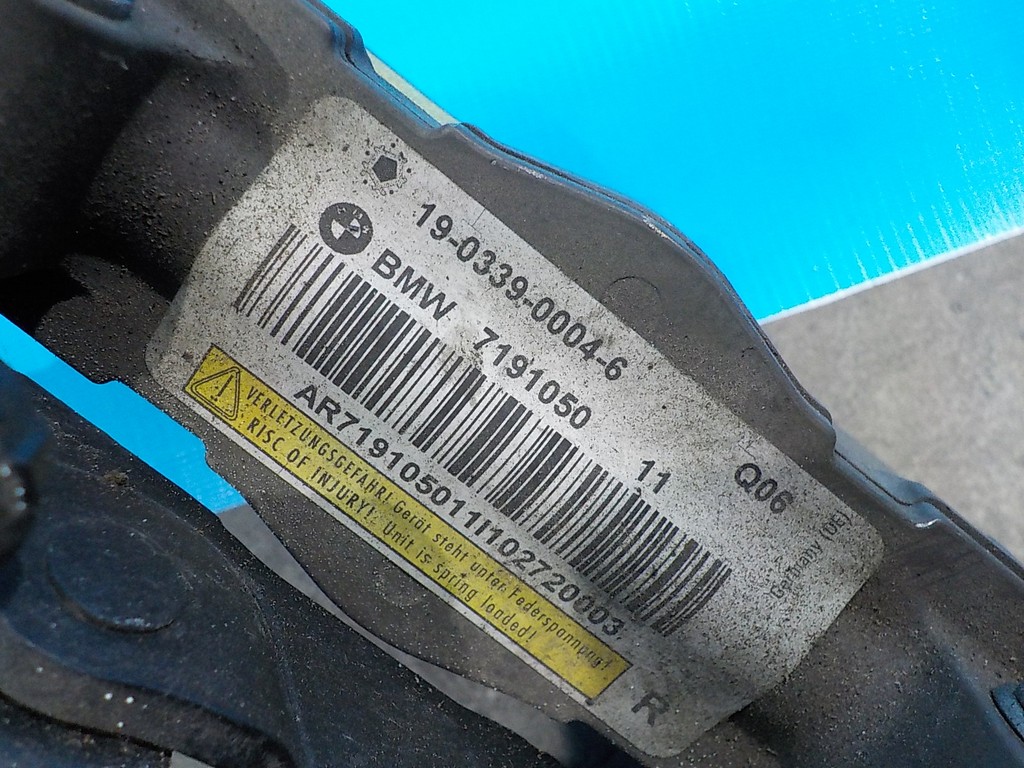 19-0339-0004-6
BMW 7191050 11 Q06
AR71910501111027200003
VERLETZUNGSGEFAHR! Gerät steht unter Federspannung!
RISC OF INJURY! Unit is spring loaded!
R
Germany (DE)